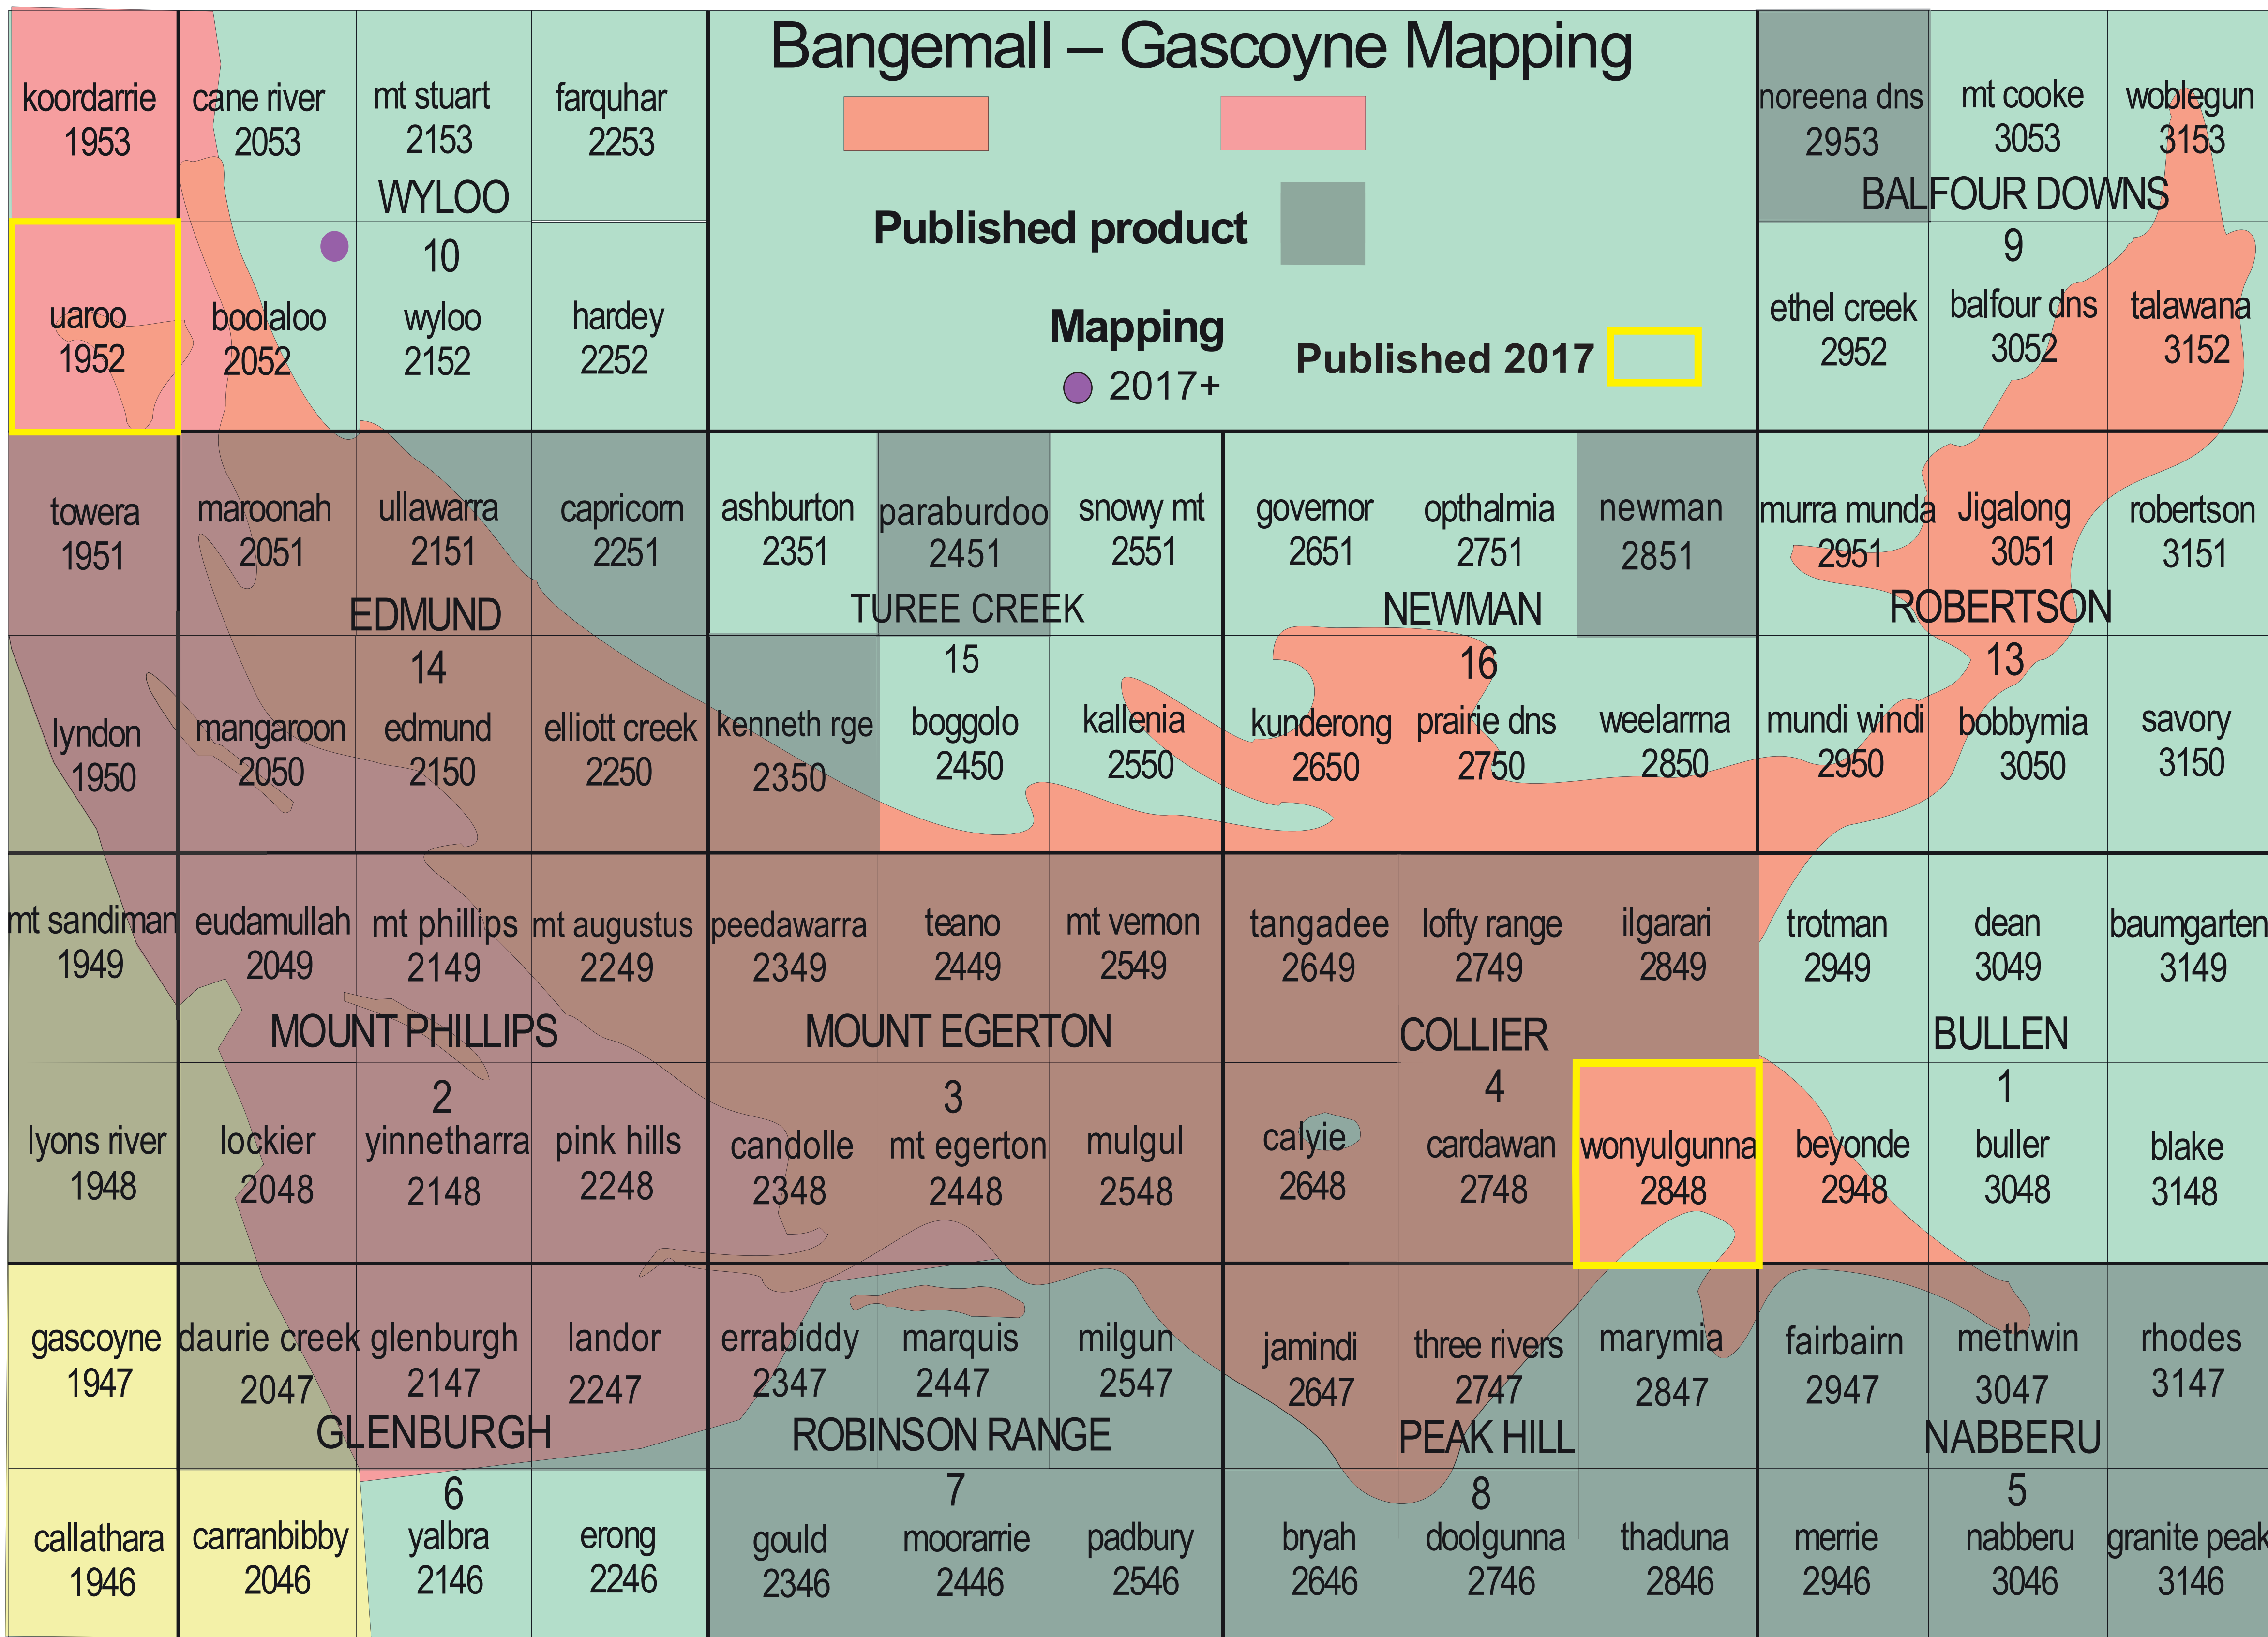 Bangemall – Gascoyne Mapping
koordarrie
1953
cane river
2053
mt stuart
2153
farquhar
2253
WYLOO
noreena dns
2953
mt cooke
3053
woblegun
3153
BALFOUR DOWNS
Published product
Mapping
2017+
Published 2017
uaroo
1952
boolaloo
2052
10
wyloo
2152
hardey
2252
9
ethel creek
2952
balfour dns
3052
talawana
3152
towera
1951
maroonah
2051
ullawarra
2151
capricorn
2251
EDMUND
ashburton
2351
paraburdoo
2451
snowy mt
2551
TUREE CREEK
governor
2651
opthalmia
2751
newman
2851
NEWMAN
murra munda
2951
Jigalong
3051
robertson
3151
ROBERTSON
lyndon
1950
mangaroon
2050
14
edmund
2150
elliott creek
2250
kenneth rge
2350
15
boggolo
2450
kallenia
2550
kunderong
2650
16
prairie dns
2750
weelarrna
2850
mundi windi
2950
13
bobbymia
3050
savory
3150
mt sandiman
1949
eudamullah
2049
mt phillips
2149
mt augustus
2249
MOUNT PHILLIPS
peedawarra
2349
teano
2449
mt vernon
2549
MOUNT EGERTON
tangadee
2649
lofty range
2749
ilgarari
2849
COLLIER
trotman
2949
dean
3049
baumgarten
3149
BULLEN
lyons river
1948
lockier
2048
2
yinnetharra
2148
pink hills
2248
candolle
2348
3
mt egerton
2448
mulgul
2548
calvie
2648
4
cardawan
2748
wonyulgunna
2848
beyonde
2948
1
buller
3048
blake
3148
gascoyne
1947
daurie creek
2047
glenburgh
2147
landor
2247
GLENBURGH
errabiddy
2347
marquis
2447
milgun
2547
ROBINSON RANGE
jamindi
2647
three rivers
2747
marymia
2847
PEAK HILL
fairbairn
2947
methwin
3047
rhodes
3147
NABBERU
callathara
1946
carranbibby
2046
6
yalbra
2146
erong
2246
gould
2346
7
moorarrie
2446
padbury
2546
bryah
2646
8
doolgunna
2746
thaduna
2846
merrie
2946
5
nabberu
3046
granite peak
3146